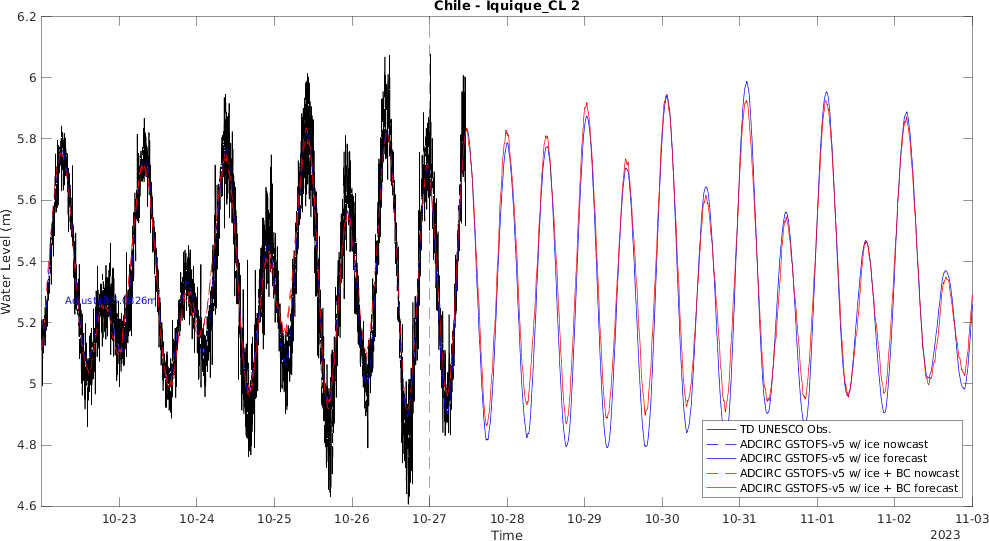 Chile - Iquique_CL 2
Water Level (m)
6.2
6
5.8
5.6
5.4
5.2
5
4.8
4.6
TD UNESCO Obs.
ADCIRC GSTOFS-v5 w/ ice nowcast
ADCIRC GSTOFS-v5 w/ ice forecast
ADCIRC GSTOFS-v5 w/ ice + BC nowcast
ADCIRC GSTOFS-v5 w/ ice + BC forecast
10-23 10-24 10-25 10-26 10-27 10-28 10-29 10-30 10-31 11-01 11-02 11-03
Time
2023